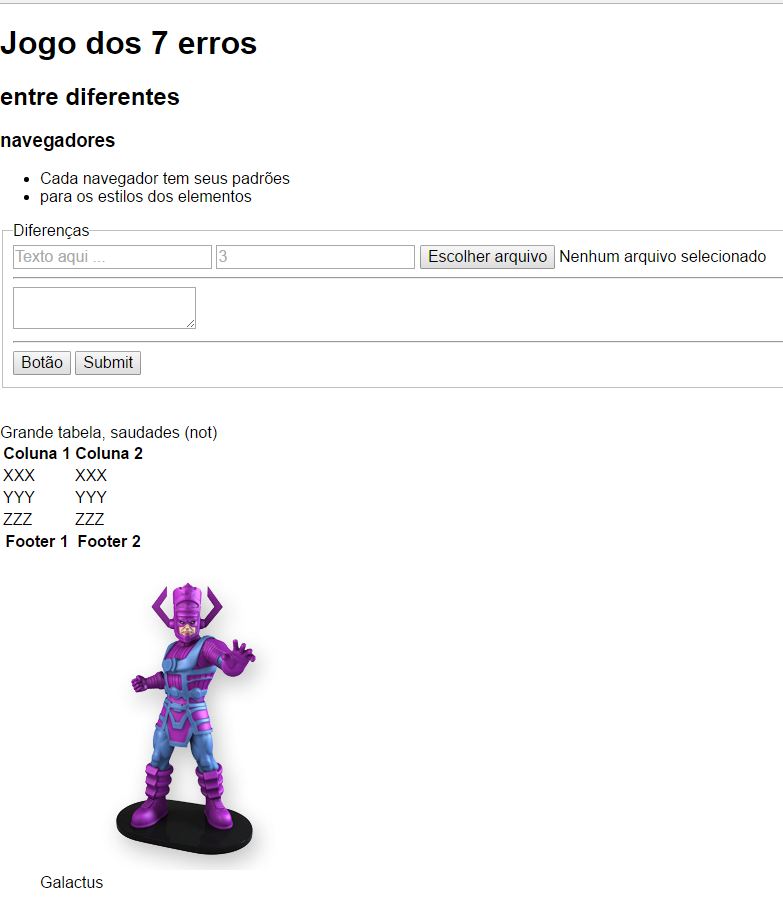 Jogo dos 7 erros
entre diferentes
navegadores
Cada navegador tem seus padrões
para os estilos dos elementos
Diferenças
Texto aqui ... 3 Escolher arquivo Nenhum arquivo selecionado
Botão Submit
Grande tabela, saudades (not)
Coluna 1 Coluna 2
XXX XXX
YYY YYY
ZZZ ZZZ
Footer 1 Footer 2
Galactus